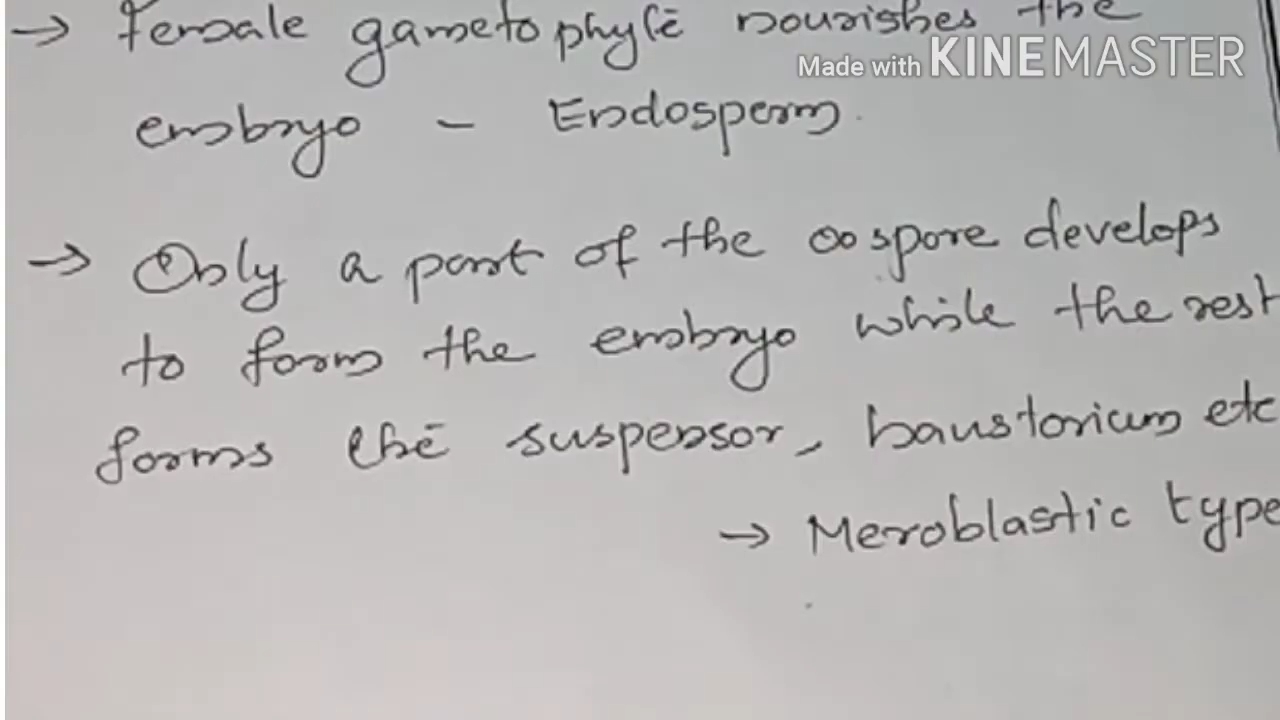 → Female gametophyte nourishes the
Made with KINEMASTER
embryo - Endosperm.
→ Only a part of the oospore develops
to form the embryo while the rest
forms the suspensor, haustorium etc
→ Meroblastic type